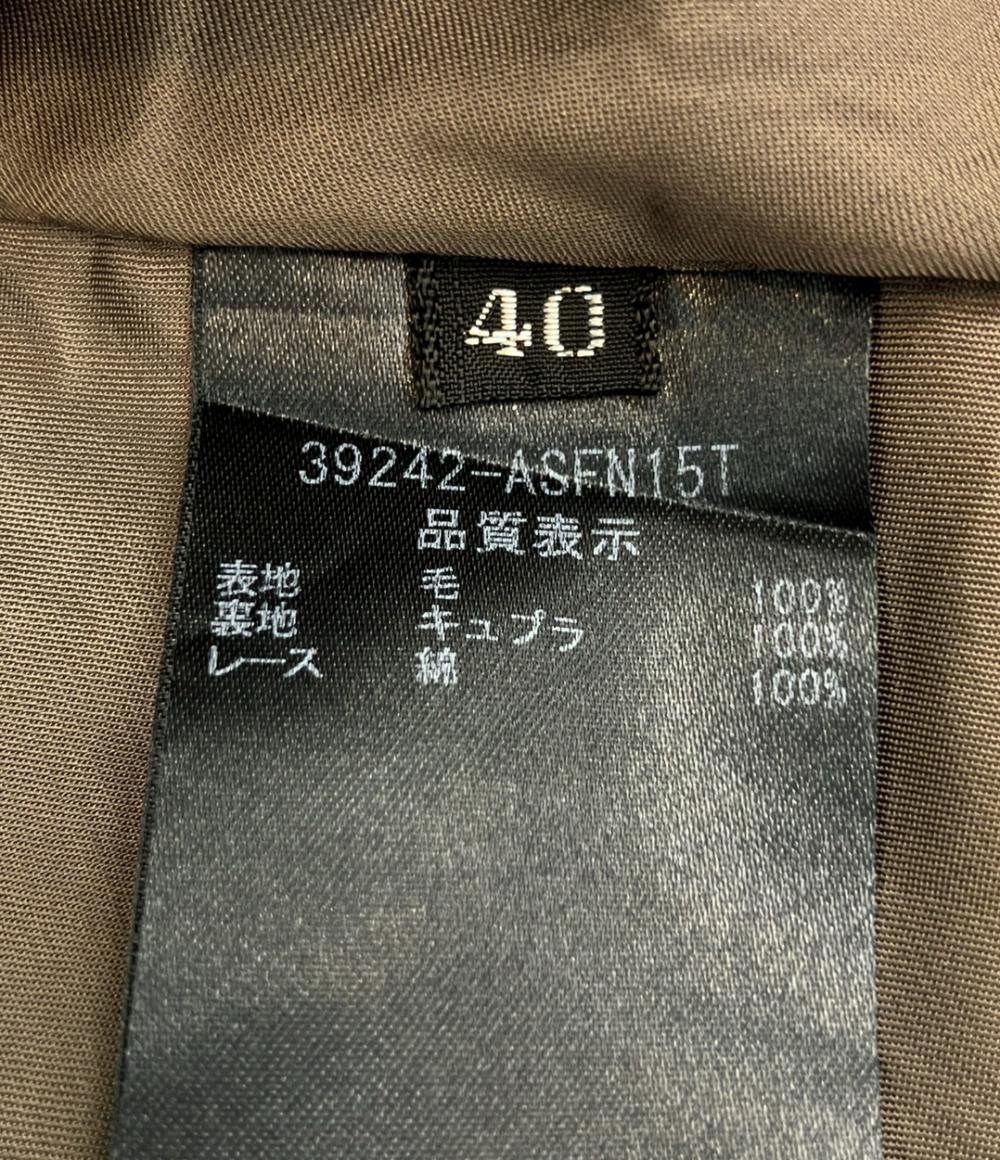 40
39242-ASFN15T
品質表示
表地 毛 100%
裏地 キュプラ 100%
レース 綿 100%